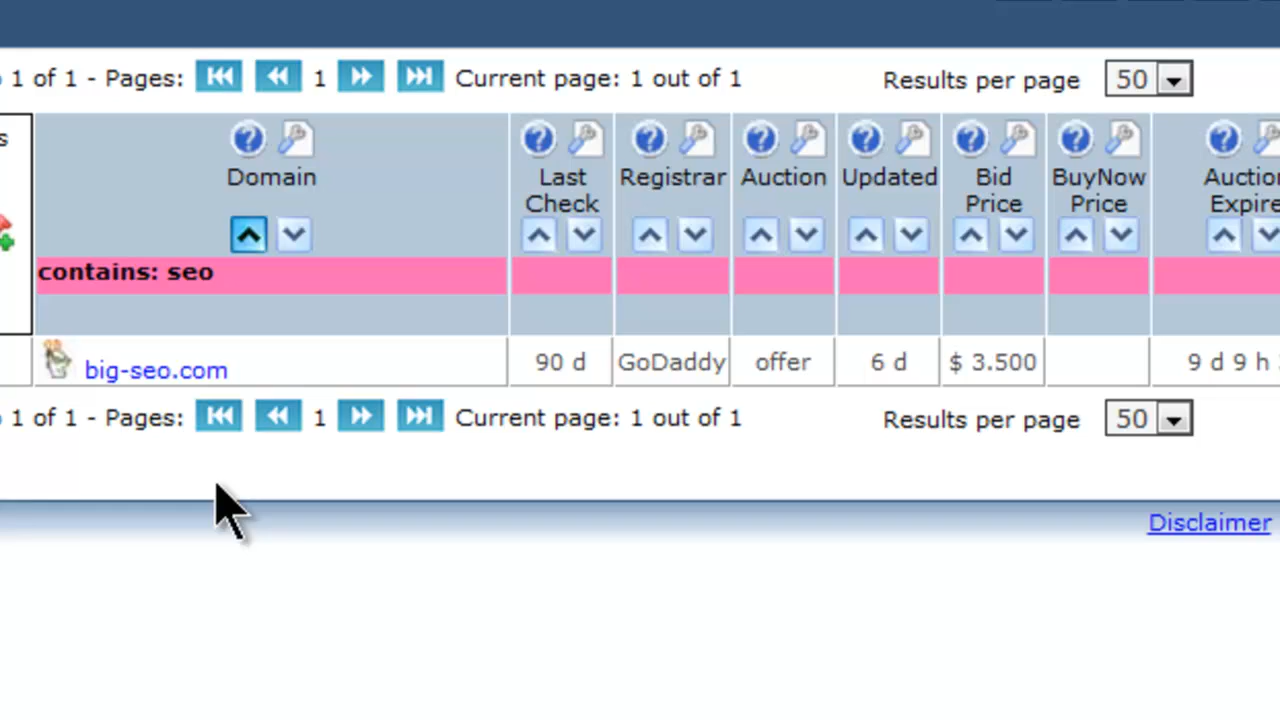 1 of 1 - Pages: 1 Current page: 1 out of 1 Results per page 50
Domain Last Check Registrar Auction Updated Bid Price BuyNow Price
contains: seo
big-seo.com 90 d GoDaddy offer 6 d $ 3.500 9 d 9 h
1 of 1 - Pages: 1 Current page: 1 out of 1 Results per page 50
Disclaimer